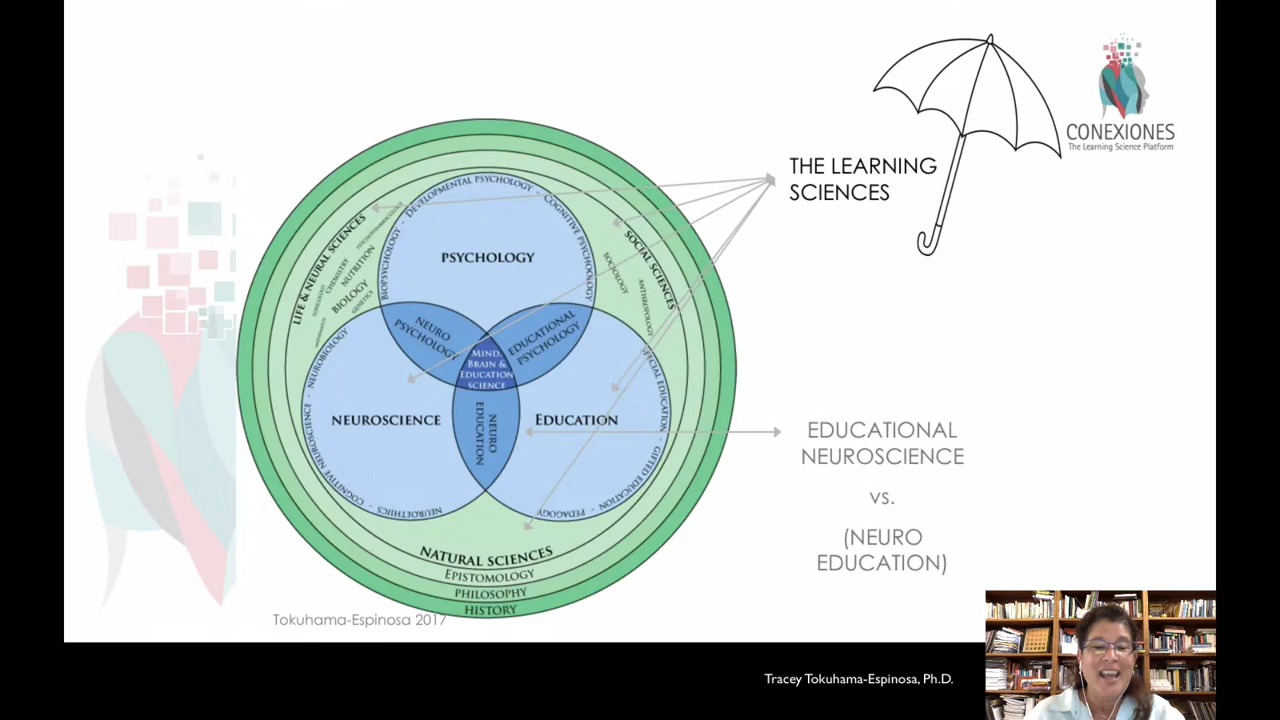 CONEXIONES
The Learning Science Platform
THE LEARNING
SCIENCES
DEVELOPMENTAL PSYCHOLOGY -
COGNITIVE PSYCHOLOGY
BIOPSYCHOLOGY -
PSYCHOLOGY
LIFE & NEURAL SCIENCES
CHEMISTRY
NUTRITION
BIOLOGY
GENETICS
SOCIAL SCIENCES
SOCIOLOGY
ANTHROPOLOGY
NEURO
PSYCHOLOGY
EDUCATIONAL
PSYCHOLOGY
MIND,
BRAIN &
EDUCATION
SCIENCE
COGNITIVE NEUROSCIENCE - NEUROBIOLOGY
NEUROETHICS
NEUROSCIENCE
NEURO
EDUCATION
EDUCATION
SPECIAL EDUCATION - GIFTED EDUCATION - PEDAGOGY
NATURAL SCIENCES
EPISTOMOLOGY
PHILOSOPHY
HISTORY
EDUCATIONAL
NEUROSCIENCE
vs.
(NEURO
EDUCATION)
Tokuhama-Espinosa 2017
Tracey Tokuhama-Espinosa, Ph.D.